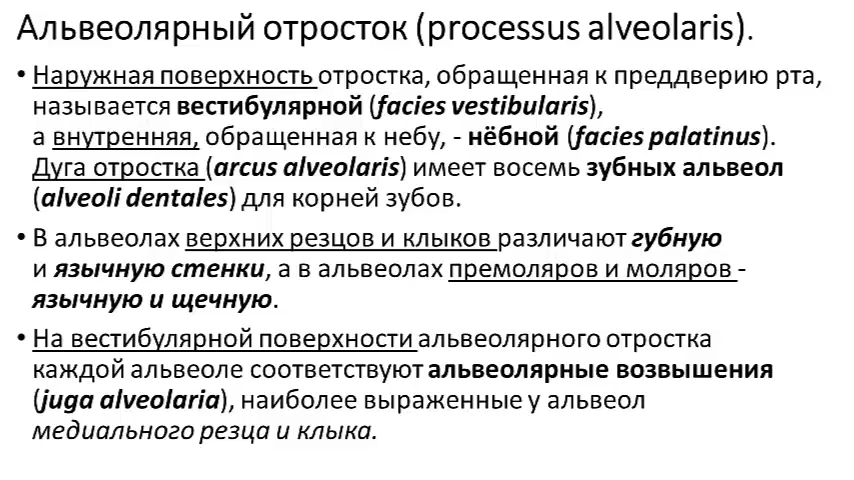 Альвеолярный отросток (processus alveolaris).
• Наружная поверхность отростка, обращенная к преддверию рта,
называется вестибулярной (facies vestibularis),
а внутренняя, обращенная к небу, - нёбной (facies palatinus).
Дуга отростка (arcus alveolaris) имеет восемь зубных альвеол
(alveoli dentales) для корней зубов.
• В альвеолах верхних резцов и клыков различают губную
и язычную стенки, а в альвеолах премоляров и моляров -
язычную и щечную.
• На вестибулярной поверхности альвеолярного отростка
каждой альвеоле соответствуют альвеолярные возвышения
(juga alveolaria), наиболее выраженные у альвеол
медиального резца и клыка.